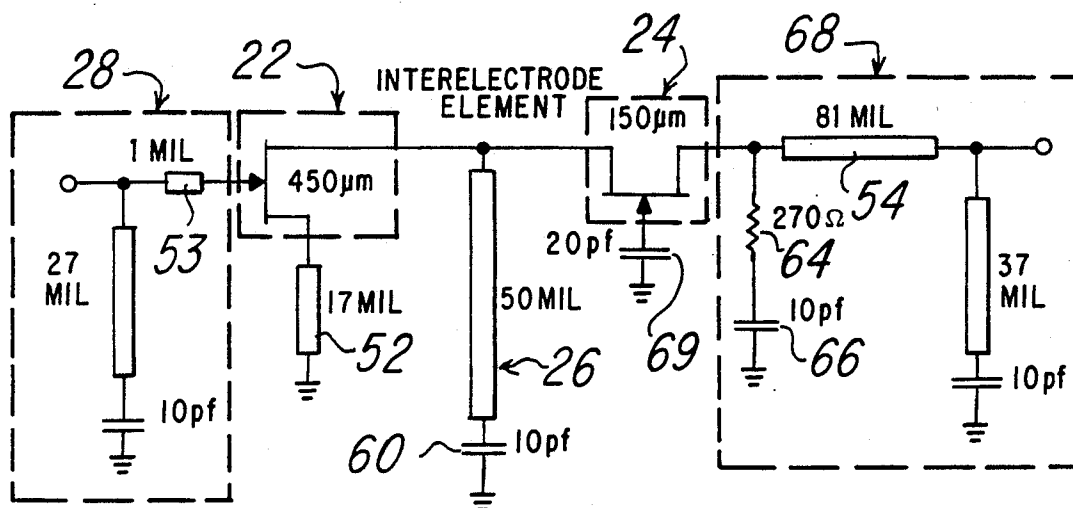 28
22
INTERELECTRODE
ELEMENT
24
68
1 MIL
150µm
81 MIL
450µm
53
54
27
MIL
20pf
270Ω
64
37
MIL
17MIL
50MIL
52
26
69
10pf
66
10pf
10pf
60
10pf